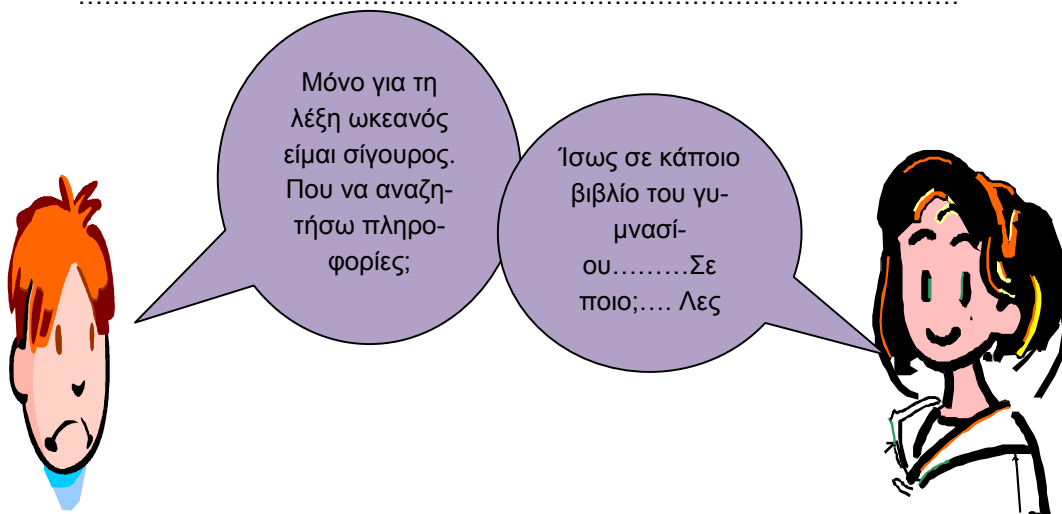 Μόνο για τη
λέξη ωκεανός
είμαι σίγουρος.
Που να αναζη-
τήσω πληρο-
φορίες;
Ίσως σε κάποιο
βιβλίο του γυ-
μνασί-
ου.........Σε
ποιο;.... Λες